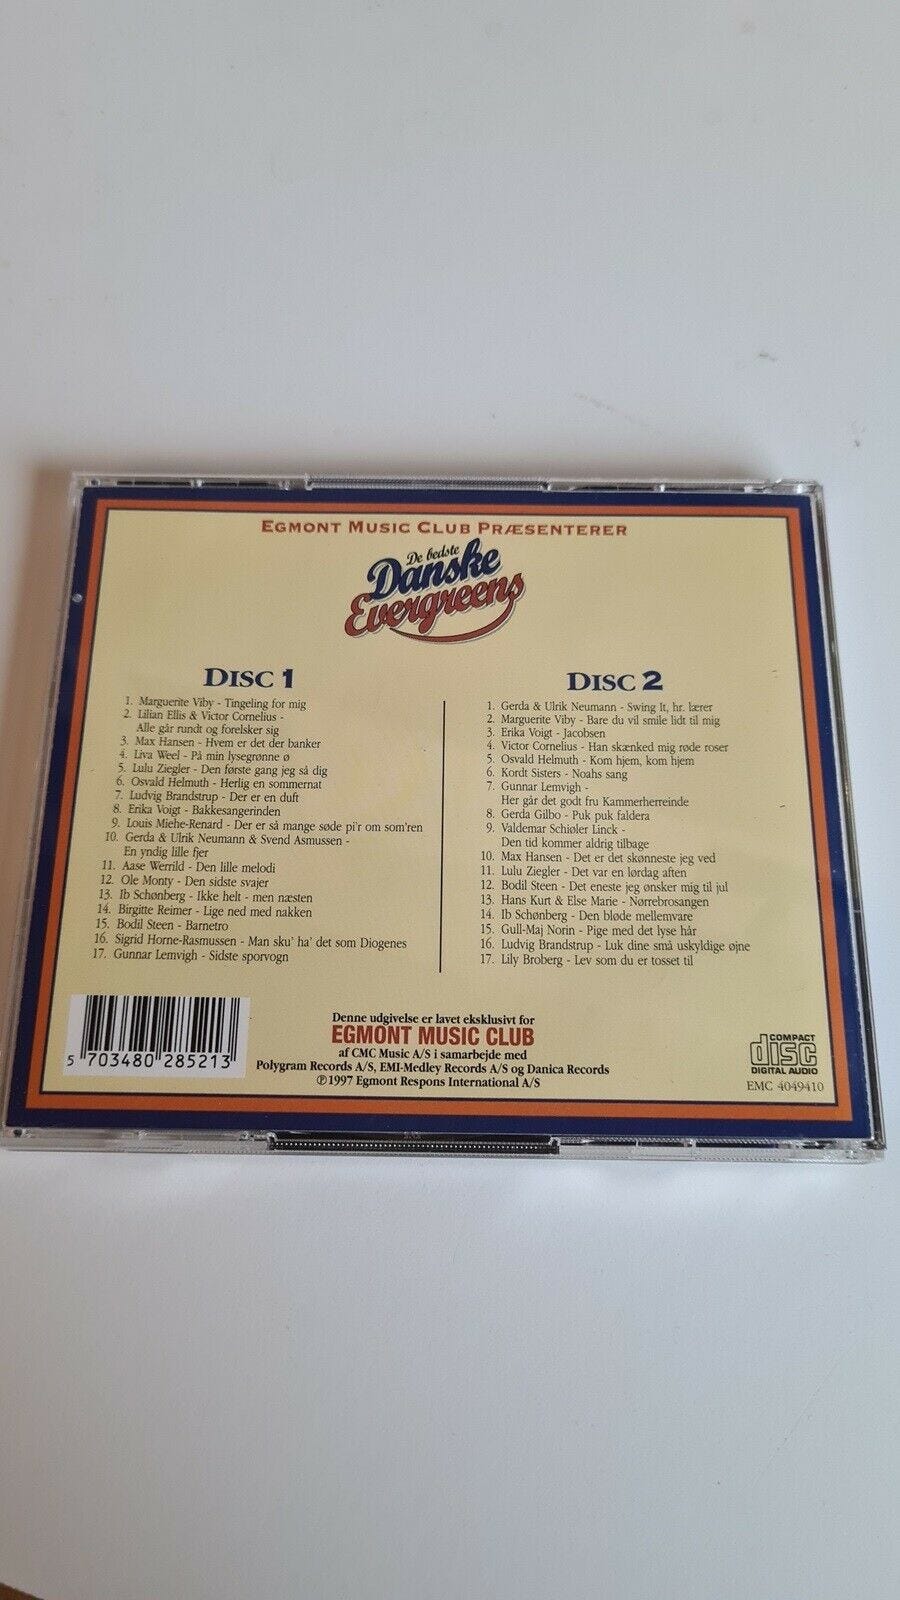 EGMONT MUSIC CLUB PRÆSENTERER
De bedste
Danske
Evergreens
DISC 1
1. Marguerite Viby - Tingeling for mig
2. Lilian Ellis & Victor Cornelius -
Alle går rundt og forelsker sig
3. Max Hansen - Hvem er det der banker
4. Liva Weel - På min lysegrønne ø
5. Lulu Ziegler - Den første gang jeg så dig
6. Osvald Helmuth - Herlig en sommernat
7. Ludvig Brandstrup - Der er en duft
8. Erika Voigt - Bakkesangerinden
9. Louis Miehe-Renard - Der er så mange søde pi'r om som'ren
10. Gerda & Ulrik Neumann & Svend Asmussen -
En yndig lille fjer
11. Aase Werrild - Den lille melodi
12. Ole Monty - Den sidste svajer
13. Ib Schønberg - Ikke helt - men næsten
14. Birgitte Reimer - Lige ned med nakken
15. Bodil Steen - Barnetro
16. Sigrid Horne-Rasmussen - Man sku' ha' det som Diogenes
17. Gunnar Lemvigh - Sidste sporvogn
DISC 2
1. Gerda & Ulrik Neumann - Swing It, hr. lærer
2. Marguerite Viby - Bare du vil smile lidt til mig
3. Erika Voigt - Jacobsen
4. Victor Cornelius - Han skænked mig røde roser
5. Osvald Helmuth - Kom hjem, kom hjem
6. Kordt Sisters - Noahs sang
7. Gunnar Lemvigh -
Her går det godt fru Kammerherreinde
8. Gerda Gilbo - Puk puk faldera
9. Valdemar Schiøler Linck -
Den tid kommer aldrig tilbage
10. Max Hansen - Det er det skønneste jeg ved
11. Lulu Ziegler - Det var en lørdag aften
12. Bodil Steen - Det eneste jeg ønsker mig til jul
13. Hans Kurt & Else Marie - Nørrebrosangen
14. Ib Schønberg - Den bløde mellemvare
15. Gull-Maj Norin - Pige med det lyse hår
16. Ludvig Brandstrup - Luk dine små uskyldige øjne
17. Lily Broberg - Lev som du er tosset til
5 703480 285213
Denne udgivelse er lavet eksklusivt for
EGMONT MUSIC CLUB
af CMC Music A/S i samarbejde med
Polygram Records A/S, EMI-Medley Records A/S og Danica Records
℗1997 Egmont Respons International A/S
COMPACT
disc
DIGITAL AUDIO
EMC 4049410